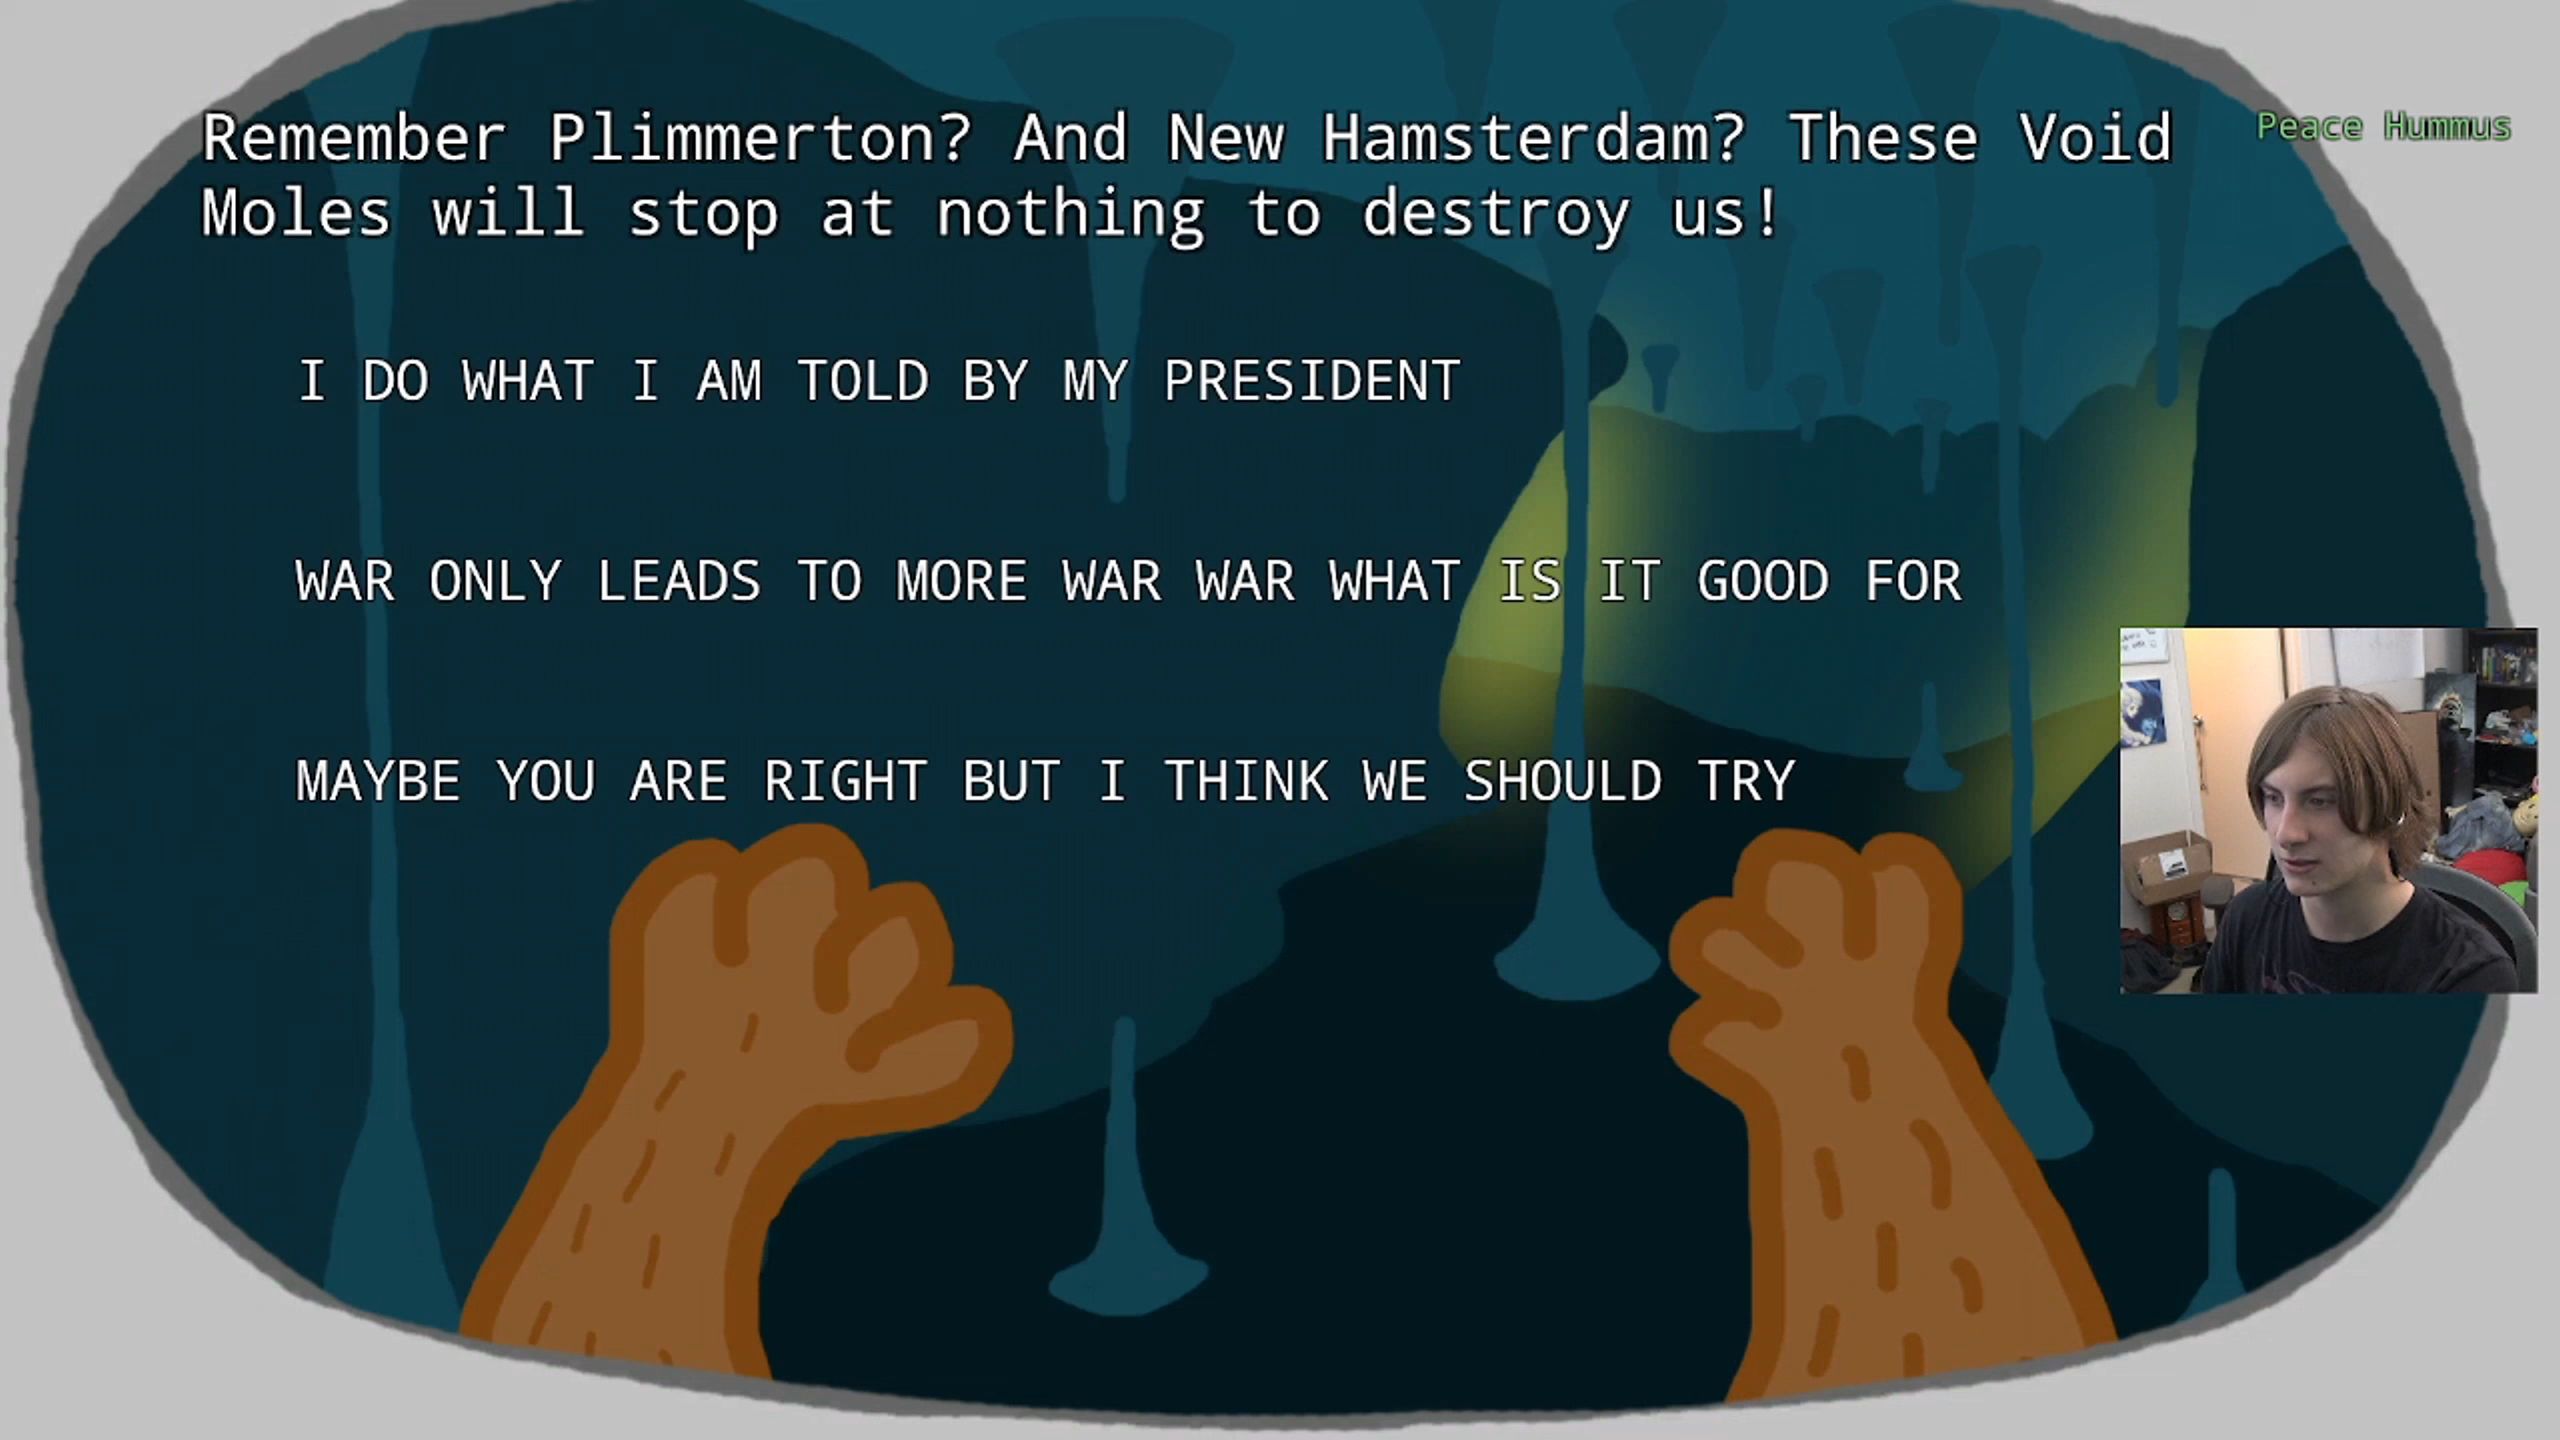 Remember Plimmerton? And New Hamsterdam? These Void
Moles will stop at nothing to destroy us!
Peace Hummus
I DO WHAT I AM TOLD BY MY PRESIDENT
WAR ONLY LEADS TO MORE WAR WAR WHAT IS IT GOOD FOR
MAYBE YOU ARE RIGHT BUT I THINK WE SHOULD TRY